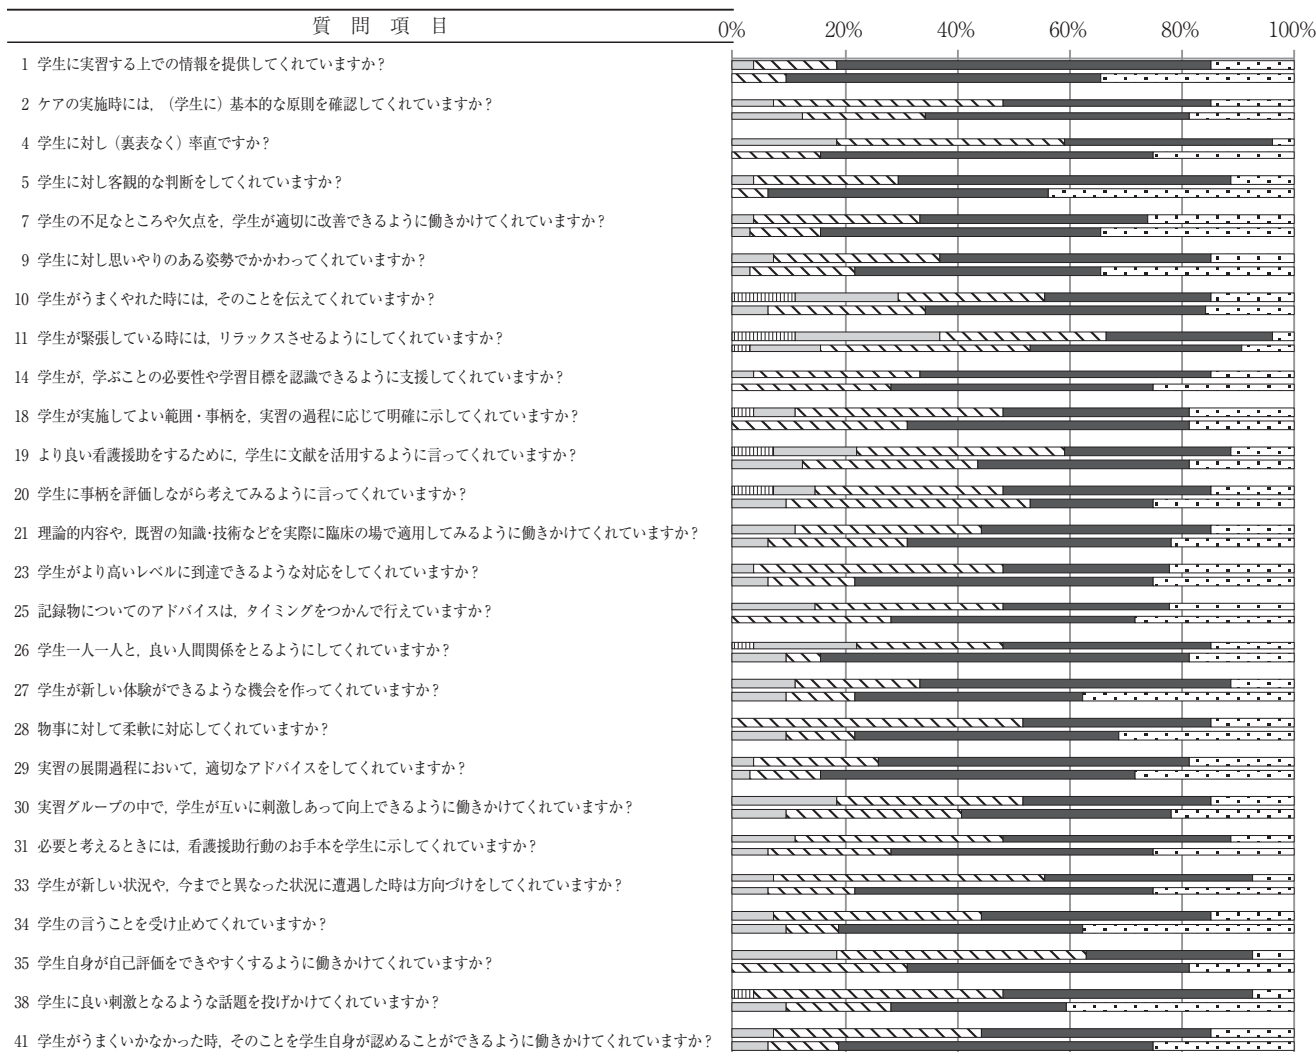 質問項目
0% 20% 40% 60% 80% 100%
1 学生に実習する上での情報を提供してくれていますか？
2 ケアの実施時には，（学生に）基本的な原則を確認してくれていますか？
4 学生に対し（裏表なく）率直ですか？
5 学生に対し客観的な判断をしてくれていますか？
7 学生の不足なところや欠点を，学生が適切に改善できるように働きかけてくれていますか？
9 学生に対し思いやりのある姿勢でかかわってくれていますか？
10 学生がうまくやれた時には，そのことを伝えてくれていますか？
11 学生が緊張している時には，リラックスさせるようにしてくれていますか？
14 学生が，学ぶことの必要性や学習目標を認識できるように支援してくれていますか？
18 学生が実施してよい範囲・事柄を，実習の過程に応じて明確に示してくれていますか？
19 より良い看護援助をするために，学生に文献を活用するように言ってくれていますか？
20 学生に事柄を評価しながら考えてみるように言ってくれていますか？
21 理論的内容や，既習の知識・技術などを実際に臨床の場で適用してみるように働きかけてくれていますか？
23 学生がより高いレベルに到達できるような対応をしてくれていますか？
25 記録物についてのアドバイスは，タイミングをつかんで行えていますか？
26 学生一人一人と，良い人間関係をとるようにしてくれていますか？
27 学生が新しい体験ができるような機会を作ってくれていますか？
28 物事に対して柔軟に対応してくれていますか？
29 実習の展開過程において，適切なアドバイスをしてくれていますか？
30 実習グループの中で，学生が互いに刺激しあって向上できるように働きかけてくれていますか？
31 必要と考えるときには，看護援助行動のお手本を学生に示してくれていますか？
33 学生が新しい状況や，今までと異なった状況に遭遇した時は方向づけをしてくれていますか？
34 学生の言うことを受け止めてくれていますか？
35 学生自身が自己評価をできやすくするように働きかけてくれていますか？
38 学生に良い刺激となるような話題を投げかけてくれていますか？
41 学生がうまくいかなかった時，そのことを学生自身が認めることができるように働きかけてくれていますか？